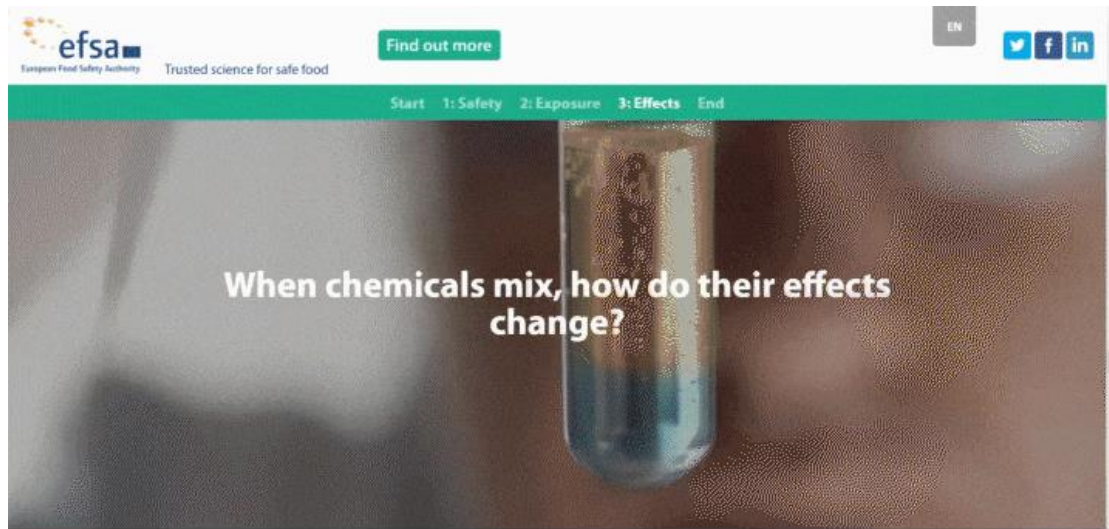 efsa
European Food Safety Authority
Trusted science for safe food
Find out more
EN
Start 1: Safety 2: Exposure 3: Effects End
When chemicals mix, how do their effects
change?